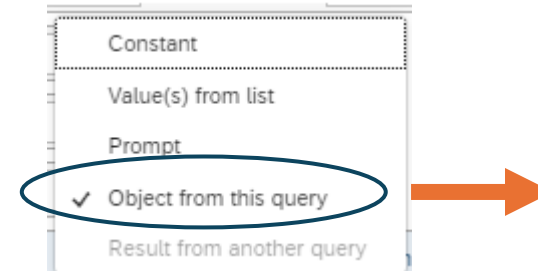 Constant
Value(s) from list
Prompt
Object from this query
Result from another query